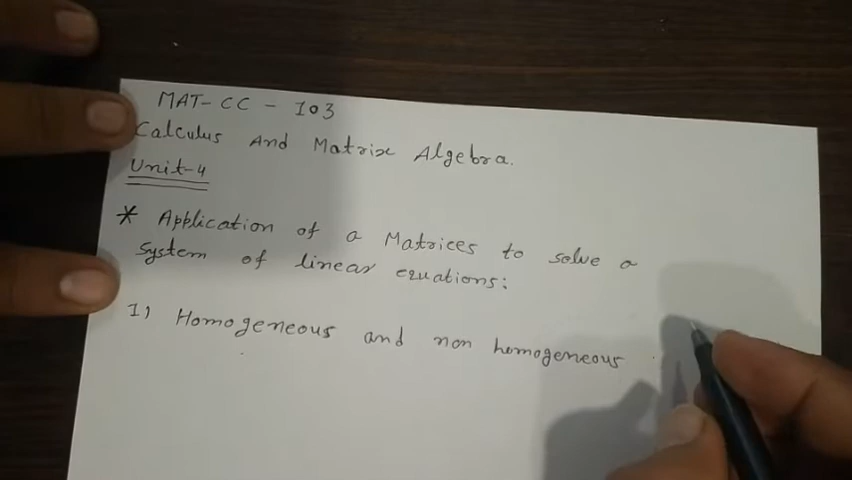 MAT-CC-103
Calculus And Matrix Algebra.
Unit-4
* Application of a Matrices to solve a
System of linear equations:
1) Homogeneous and non homogeneous